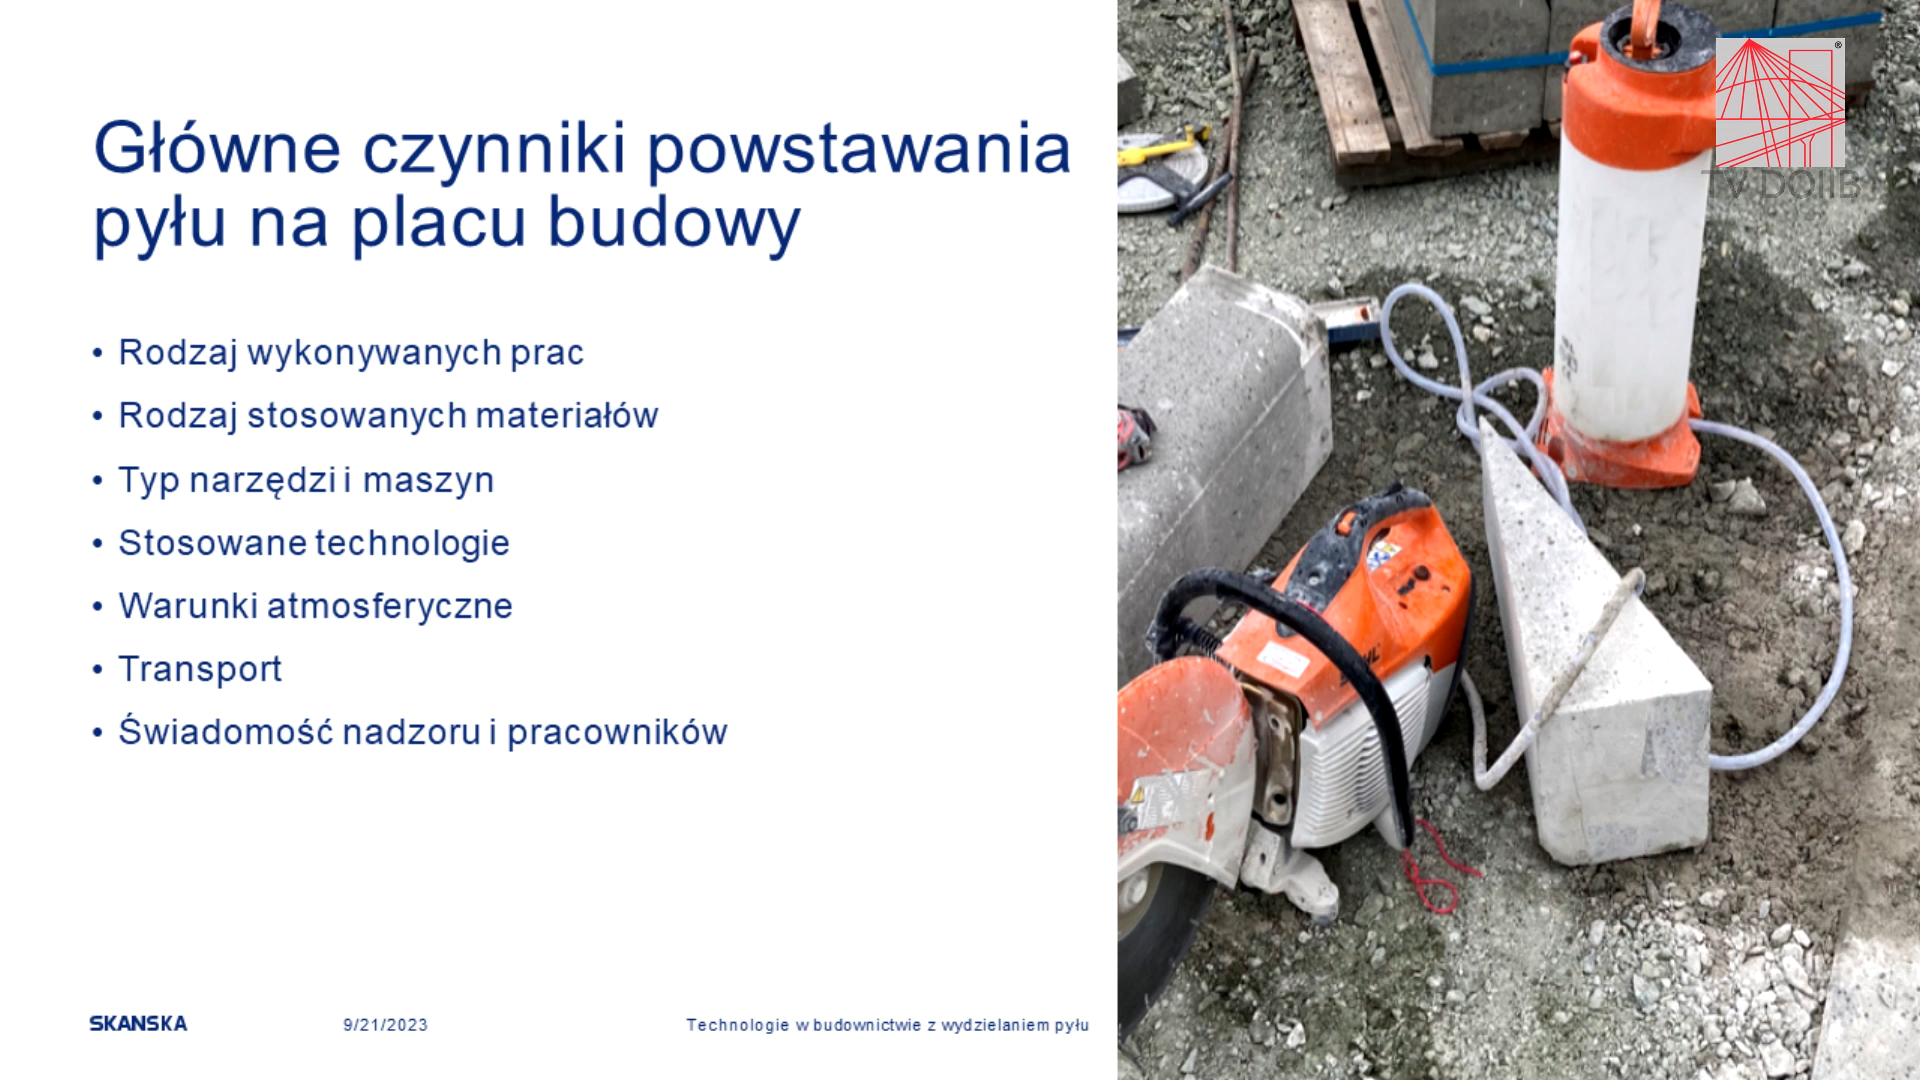 Główne czynniki powstawania
pyłu na placu budowy
• Rodzaj wykonywanych prac
• Rodzaj stosowanych materiałów
• Typ narzędzi i maszyn
• Stosowane technologie
• Warunki atmosferyczne
• Transport
• Świadomość nadzoru i pracowników
SKANSKA
9/21/2023
Technologie w budownictwie z wydzielaniem pyłu
®
TV DOIIB